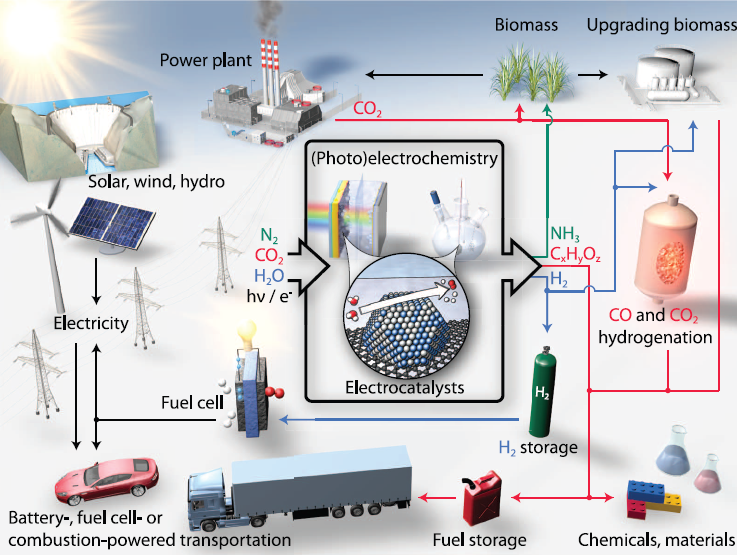 Biomass
Upgrading biomass
Power plant
CO₂
(Photo)electrochemistry
Solar, wind, hydro
N₂
CO₂
H₂O
hν / e⁻
NH₃
CₓHᵧO_z
H₂
Electricity
CO and CO₂
hydrogenation
Electrocatalysts
Fuel cell
H₂
H₂ storage
Battery-, fuel cell- or
combustion-powered transportation
Fuel storage
Chemicals, materials